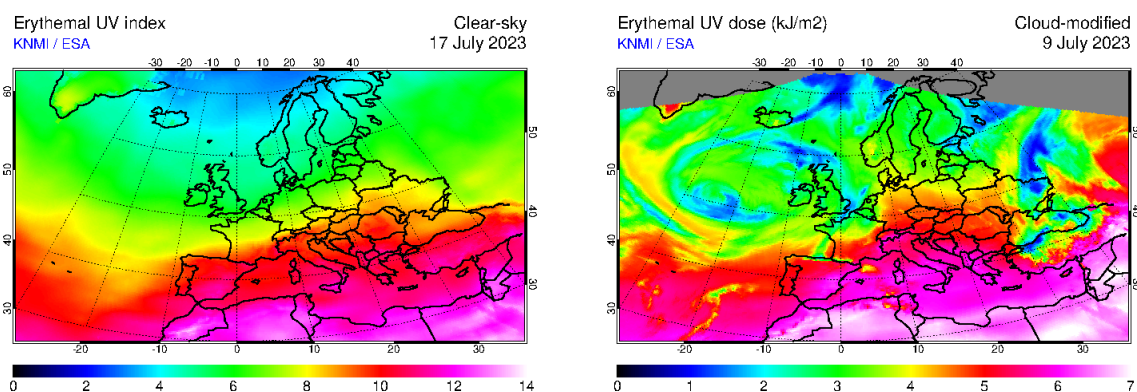 Erythemal UV index
Clear-sky
KNMI / ESA
17 July 2023
-30 -20 -10 0 10 20 30 40
60
50
40
30
50
40
30
-20 -10 0 10 20 30
0 2 4 6 8 10 12 14
Erythemal UV dose (kJ/m2)
Cloud-modified
KNMI / ESA
9 July 2023
-30 -20 -10 0 10 20 30 40
60
50
40
30
50
40
30
-20 -10 0 10 20 30
0 1 2 3 4 5 6 7